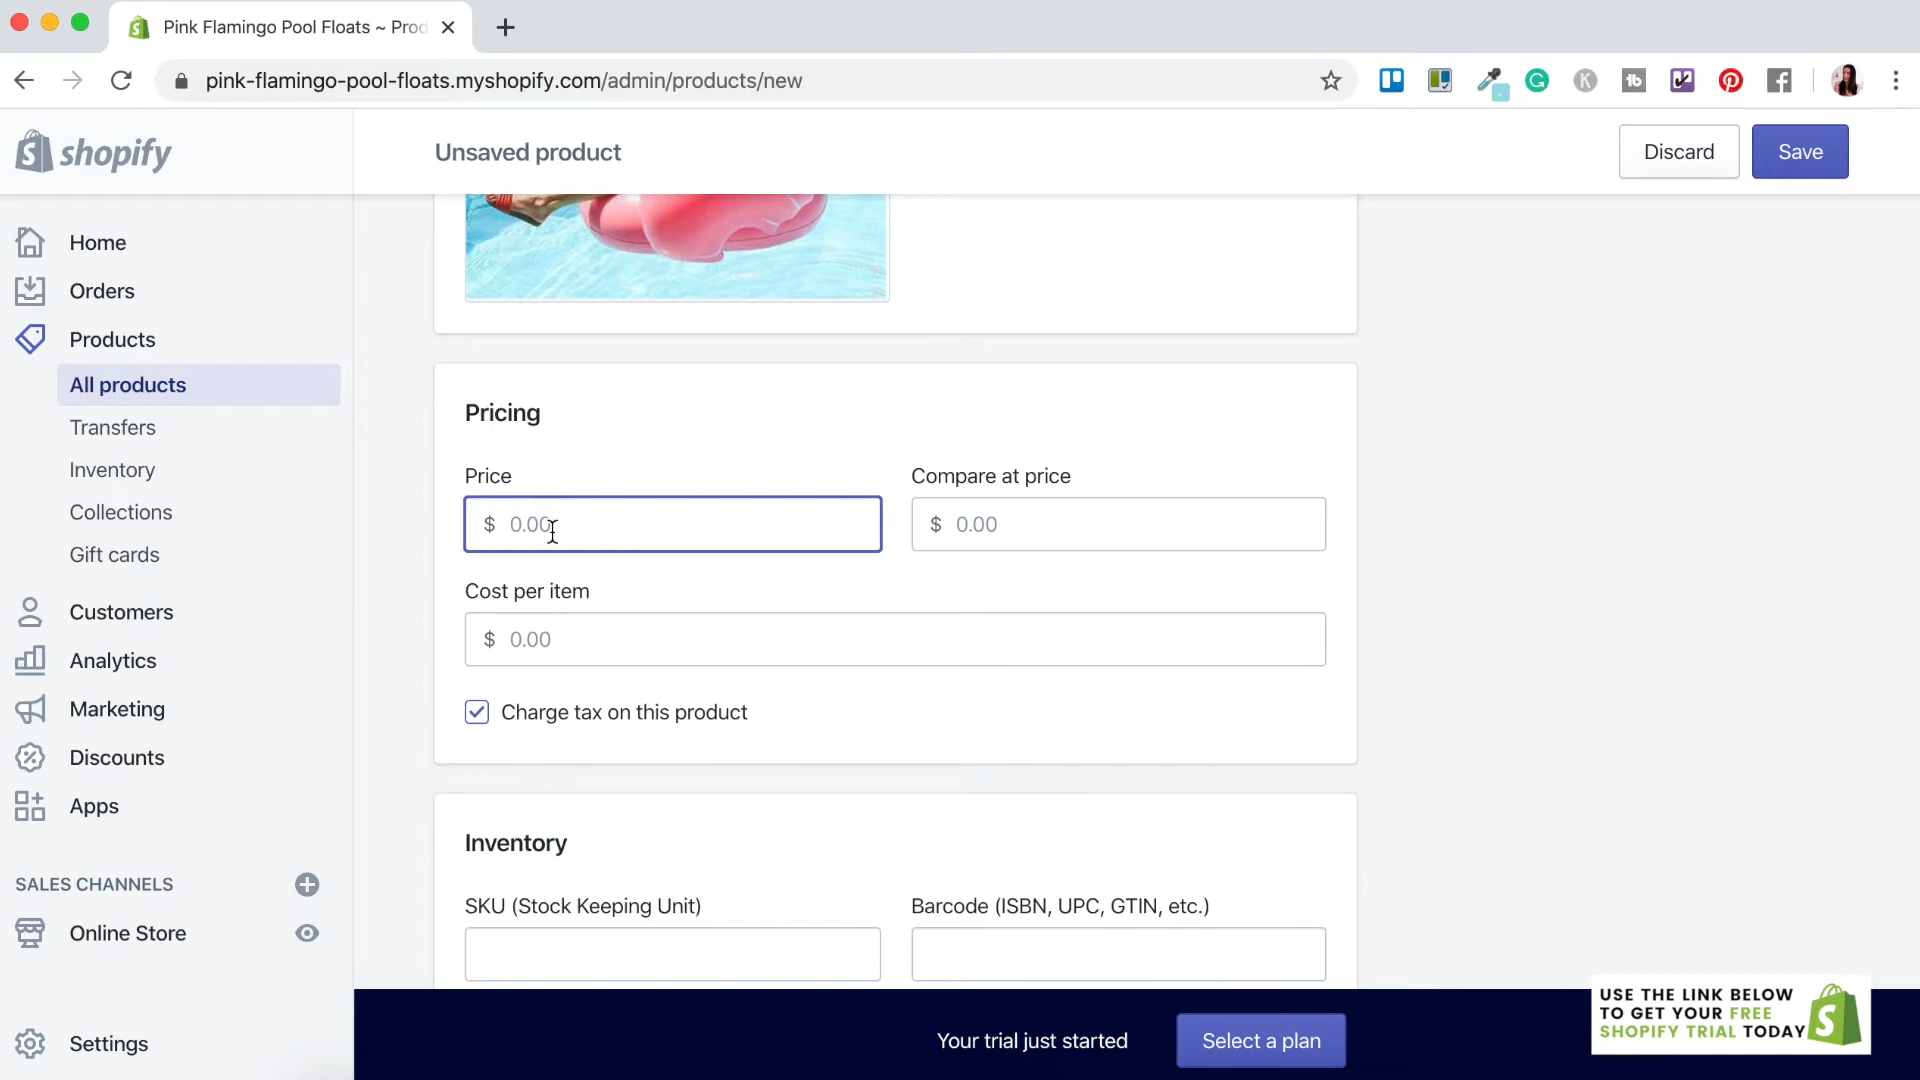 Pink Flamingo Pool Floats ~ Prod
pink-flamingo-pool-floats.myshopify.com/admin/products/new
shopify
Unsaved product
Discard
Save
Home
Orders
Products
All products
Transfers
Inventory
Collections
Gift cards
Customers
Analytics
Marketing
Discounts
Apps
SALES CHANNELS
Online Store
Settings
Pricing
Price
Compare at price
$ 0.00
$ 0.00
Cost per item
$ 0.00
Charge tax on this product
Inventory
SKU (Stock Keeping Unit)
Barcode (ISBN, UPC, GTIN, etc.)
Your trial just started
Select a plan
USE THE LINK BELOW
TO GET YOUR FREE
SHOPIFY TRIAL TODAY